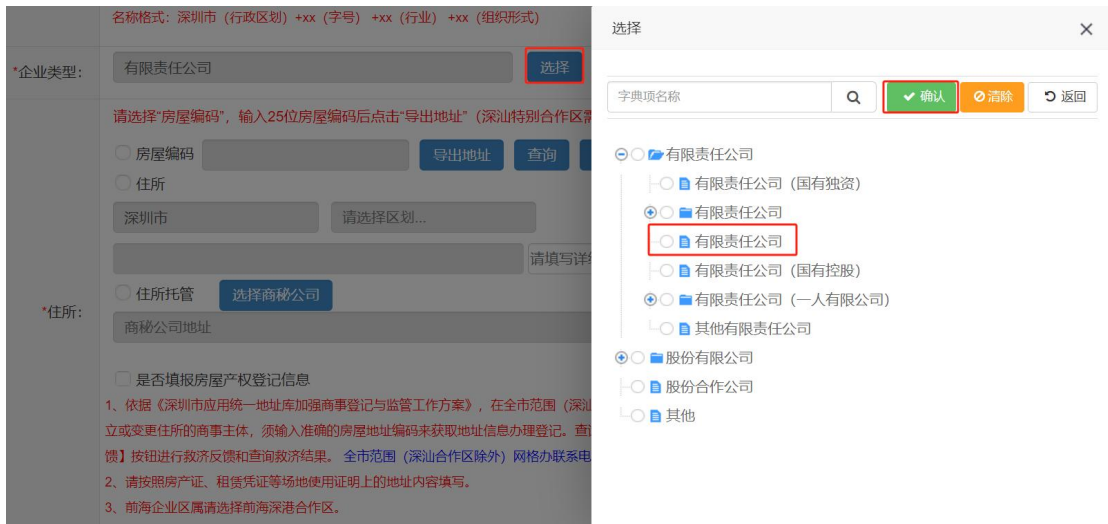 名称格式：深圳市（行政区划）+xx（字号）+xx（行业）+xx（组织形式）
*企业类型：
有限责任公司
选择
请选择“房屋编码”，输入25位房屋编码后点击“导出地址”（深汕特别合作区
房屋编码
导出地址
查询
住所
深圳市
请选择区划...
请填写详
*住所：
住所托管
选择商秘公司
商秘公司地址
是否填报房屋产权登记信息
1、依据《深圳市应用统一地址库加强商事登记与监管工作方案》，在全市范围（深汕
立或变更住所的商事主体，须输入准确的房屋地址编码来获取地址信息办理登记。查
馈】按钮进行救济反馈和查询救济结果。 全市范围（深汕合作区除外）网格办联系电
2、请按照房产证、租赁凭证等场地使用证明上的地址内容填写。
3、前海企业区属请选择前海深港合作区。
选择
字典项名称
确认
清除
返回
有限责任公司
有限责任公司（国有独资）
有限责任公司
有限责任公司
有限责任公司（国有控股）
有限责任公司（一人有限公司）
其他有限责任公司
股份有限公司
股份合作公司
其他